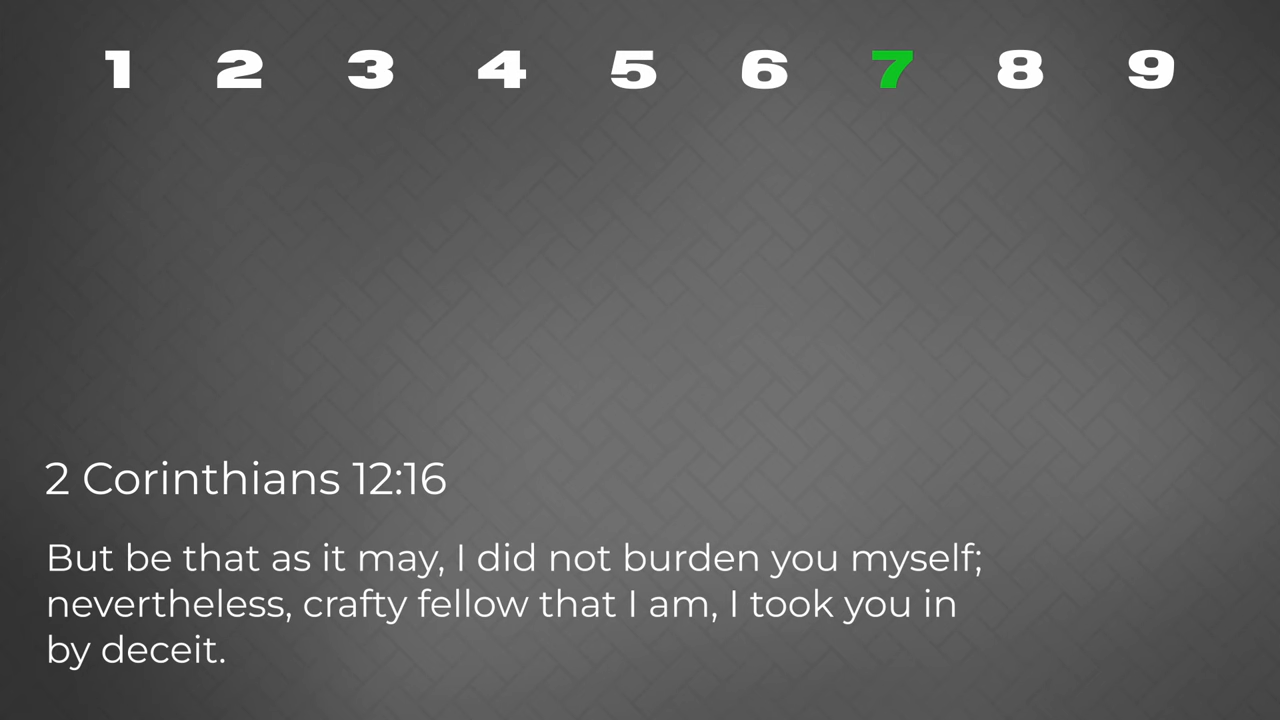 1 2 3 4 5 6 7 8 9
2 Corinthians 12:16
But be that as it may, I did not burden you myself;
nevertheless, crafty fellow that I am, I took you in
by deceit.